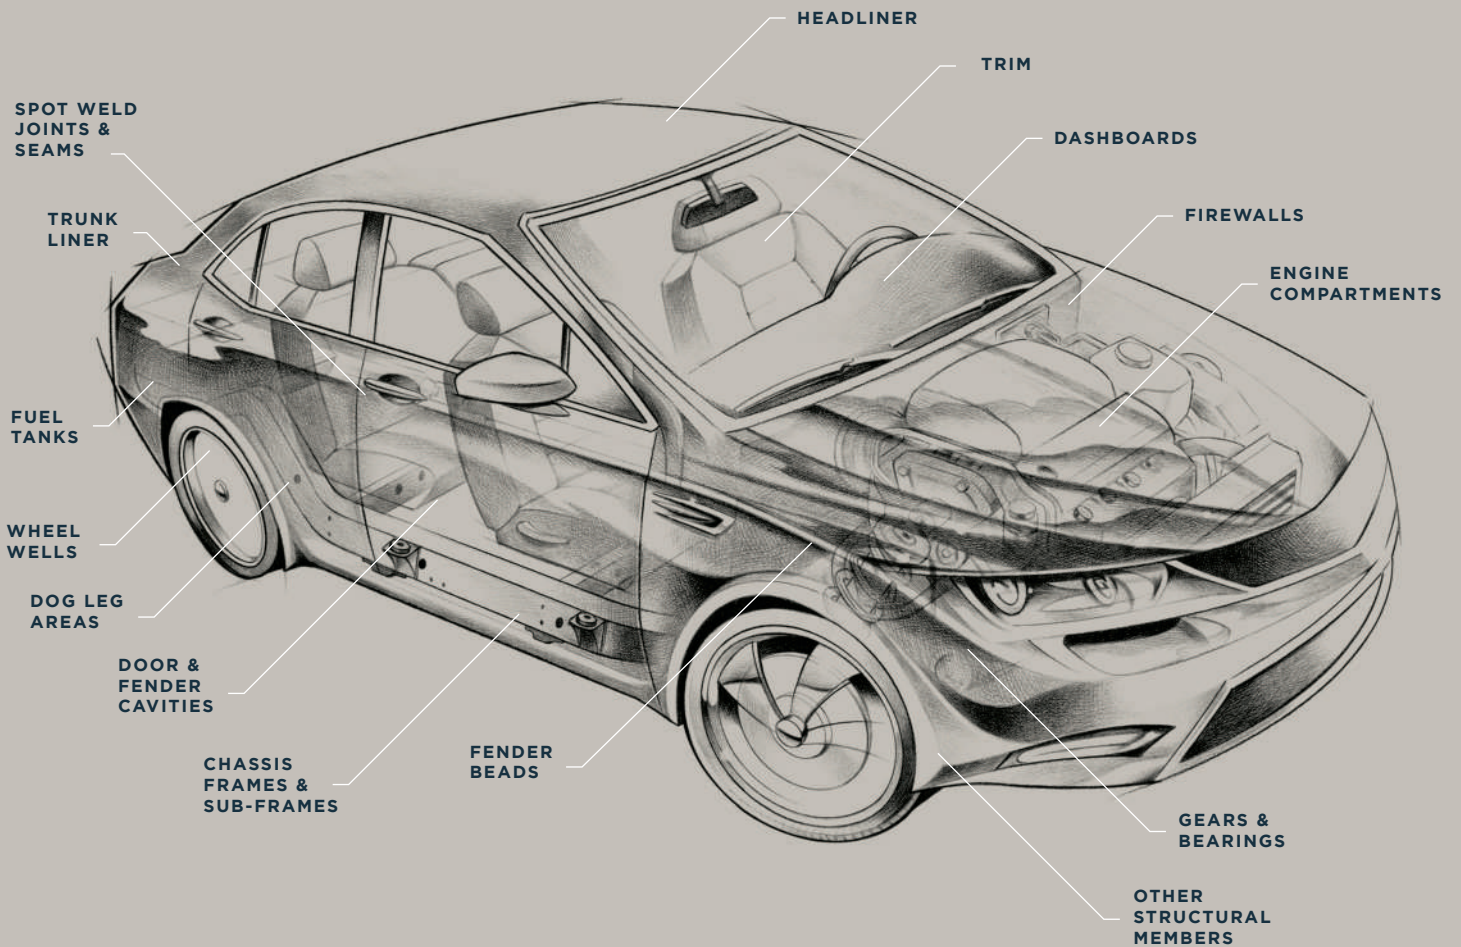 HEADLINER
TRIM
SPOT WELD
JOINTS &
SEAMS
DASHBOARDS
TRUNK
LINER
FIREWALLS
ENGINE
COMPARTMENTS
FUEL
TANKS
WHEEL
WELLS
DOG LEG
AREAS
DOOR &
FENDER
CAVITIES
CHASSIS
FRAMES &
SUB-FRAMES
FENDER
BEADS
GEARS &
BEARINGS
OTHER
STRUCTURAL
MEMBERS